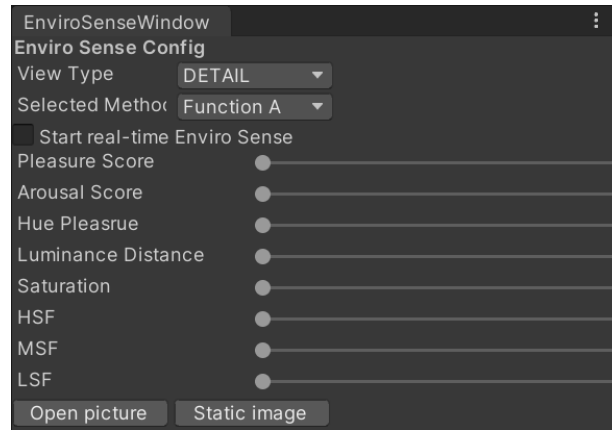 EnviroSenseWindow
Enviro Sense Config
View Type DETAIL
Selected Method Function A
Start real-time Enviro Sense
Pleasure Score
Arousal Score
Hue Pleasrue
Luminance Distance
Saturation
HSF
MSF
LSF
Open picture Static image